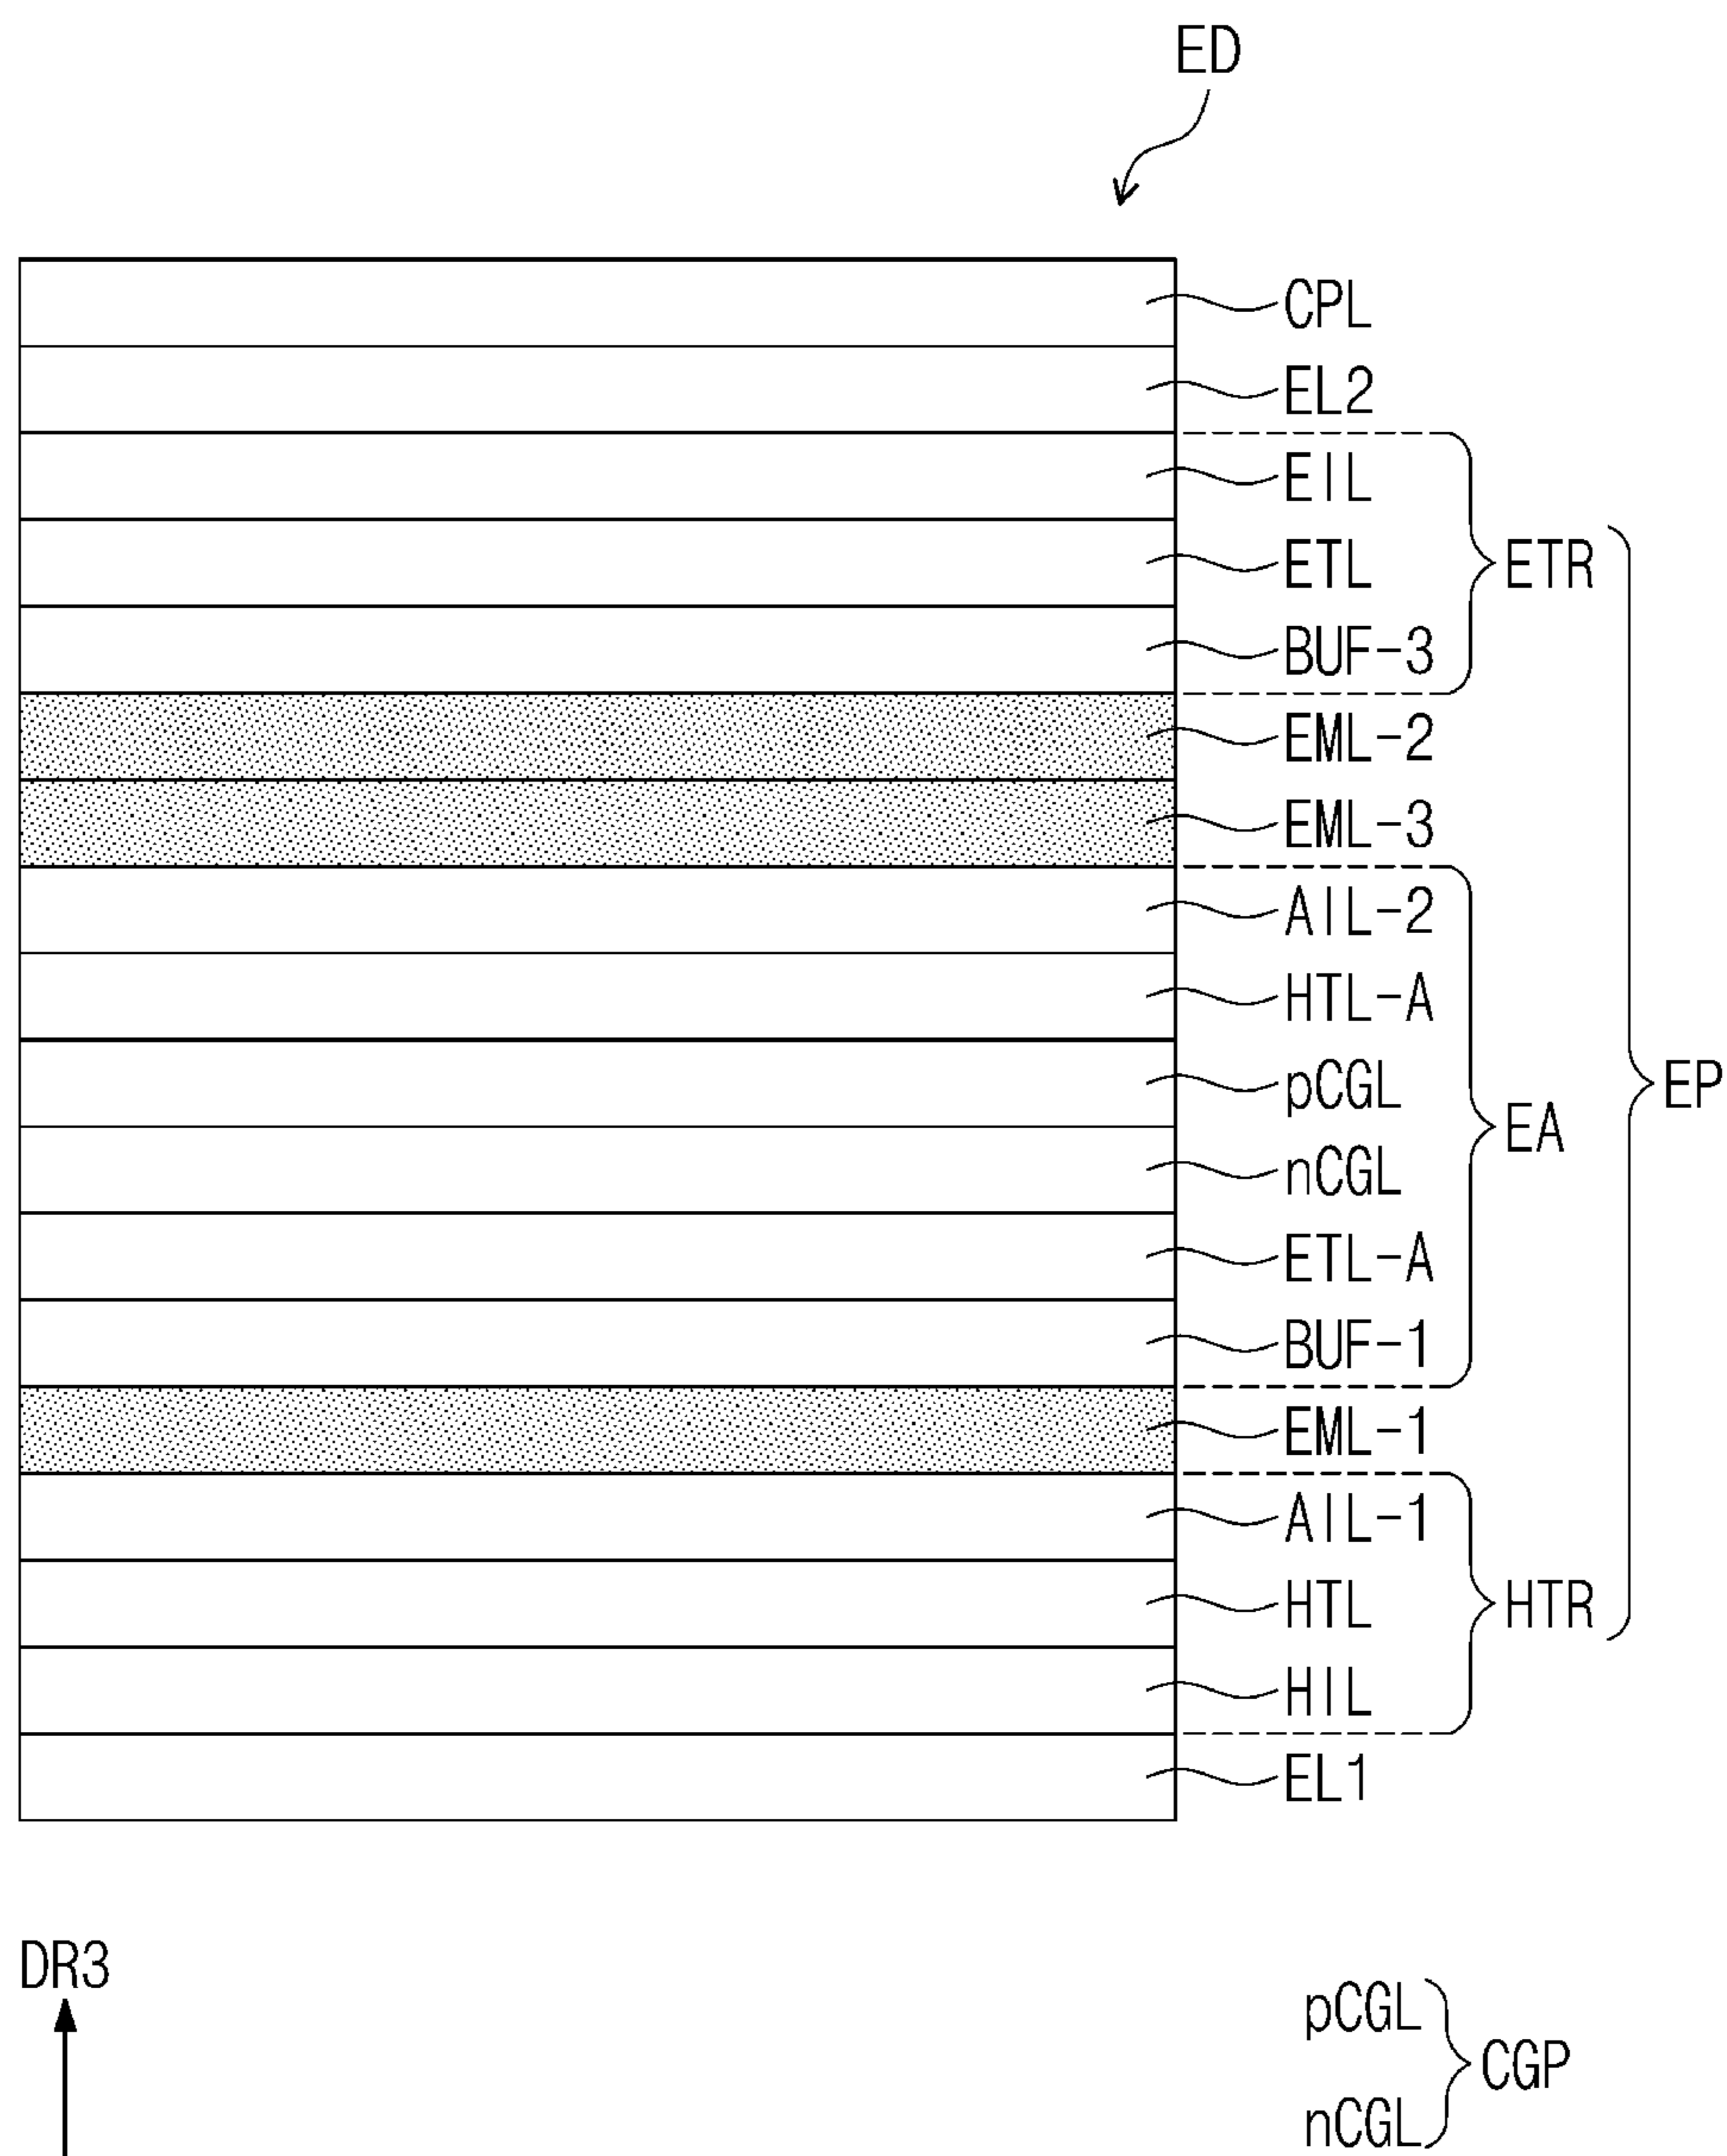 ED
CPL
EL2
EIL
ETL
ETR
BUF-3
EML-2
EML-3
AIL-2
HTL-A
pCGL
EP
EA
nCGL
ETL-A
BUF-1
EML-1
AIL-1
HTL
HTR
HIL
EL1
DR3
pCGL
CGP
nCGL